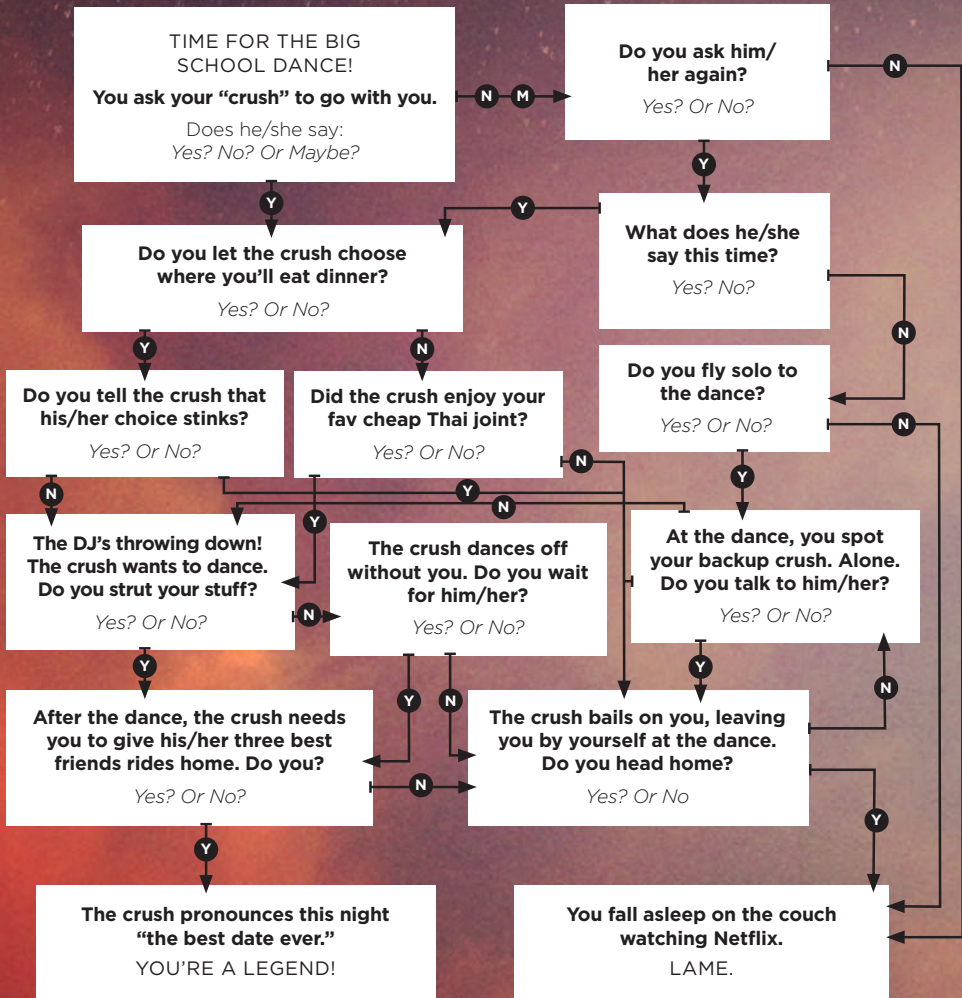 TIME FOR THE BIG
SCHOOL DANCE!
You ask your “crush” to go with you.
Does he/she say:
Yes? No? Or Maybe?
N
M
Do you ask him/
her again?
Yes? Or No?
N
Y
Y
Y
Do you let the crush choose
where you’ll eat dinner?
Yes? Or No?
What does he/she
say this time?
Yes? No?
N
Y
N
Do you tell the crush that
his/her choice stinks?
Yes? Or No?
Did the crush enjoy your
fav cheap Thai joint?
Yes? Or No?
Do you fly solo to
the dance?
Yes? Or No?
N
N
Y
N
Y
N
Y
The DJ’s throwing down!
The crush wants to dance.
Do you strut your stuff?
Yes? Or No?
The crush dances off
without you. Do you wait
for him/her?
Yes? Or No?
At the dance, you spot
your backup crush. Alone.
Do you talk to him/her?
Yes? Or No?
N
Y
Y
N
Y
N
After the dance, the crush needs
you to give his/her three best
friends rides home. Do you?
Yes? Or No?
N
The crush bails on you, leaving
you by yourself at the dance.
Do you head home?
Yes? Or No
Y
Y
The crush pronounces this night
“the best date ever.”
YOU’RE A LEGEND!
You fall asleep on the couch
watching Netflix.
LAME.